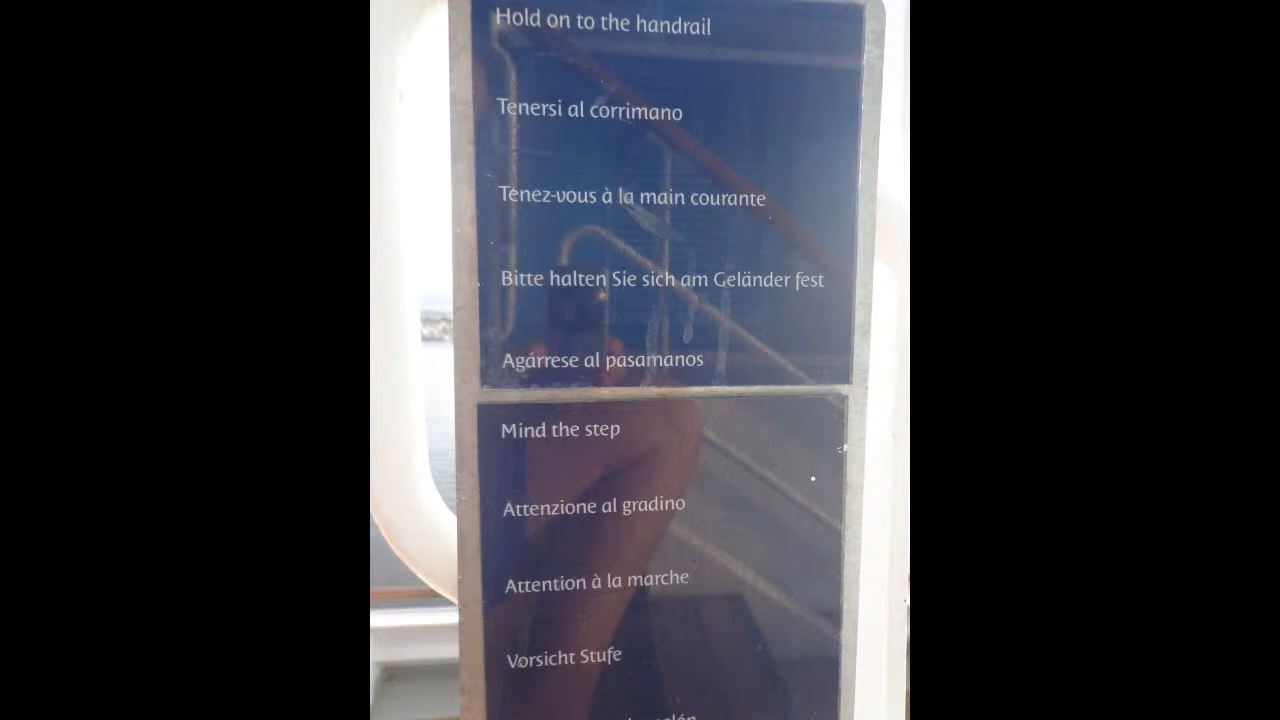 Hold on to the handrail
Tenersi al corrimano
Tenez-vous à la main courante
Bitte halten Sie sich am Geländer fest
Agárrese al pasamanos
Mind the step
Attenzione al gradino
Attention à la marche
Vorsicht Stufe